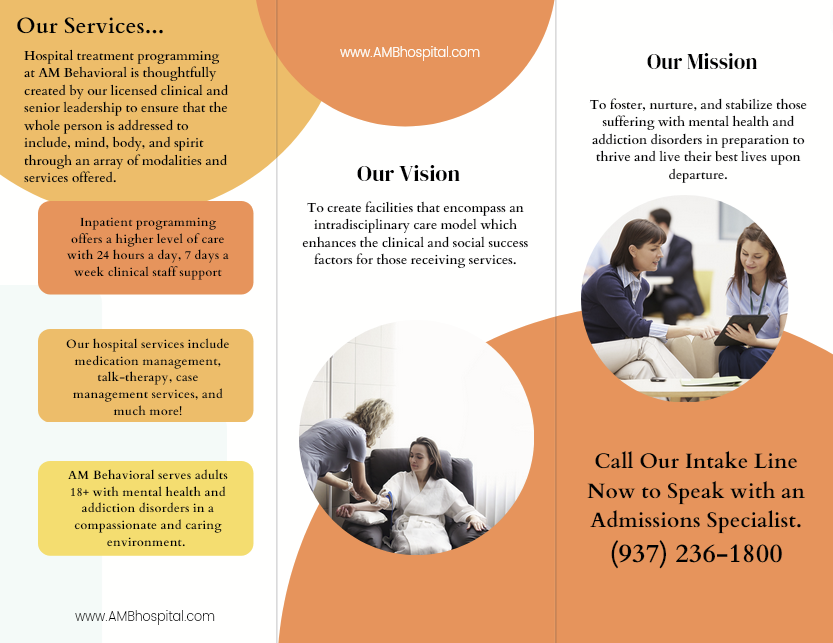 Our Services...
Hospital treatment programming
at AM Behavioral is thoughtfully
created by our licensed clinical and
senior leadership to ensure that the
whole person is addressed to
include, mind, body, and spirit
through an array of modalities and
services offered.
Inpatient programming
offers a higher level of care
with 24 hours a day, 7 days a
week clinical staff support
Our hospital services include
medication management,
talk-therapy, case
management services, and
much more!
AM Behavioral serves adults
18+ with mental health and
addiction disorders in a
compassionate and caring
environment.
www.AMBhospital.com
www.AMBhospital.com
Our Vision
To create facilities that encompass an
intradisciplinary care model which
enhances the clinical and social success
factors for those receiving services.
Our Mission
To foster, nurture, and stabilize those
suffering with mental health and
addiction disorders in preparation to
thrive and live their best lives upon
departure.
Call Our Intake Line
Now to Speak with an
Admissions Specialist.
(937) 236-1800